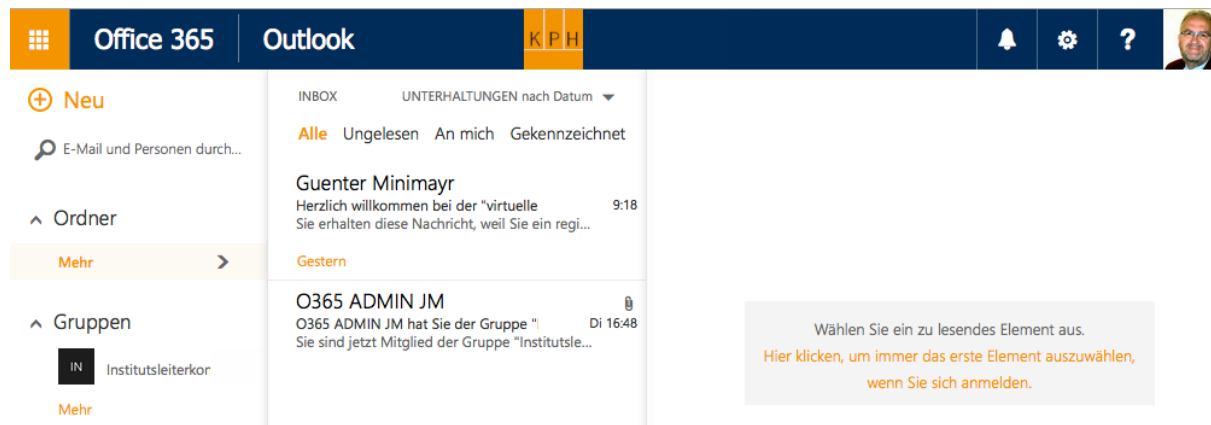 Office 365
Outlook
KPH
?
Neu
E-Mail und Personen durch...
Ordner
Mehr
Gruppen
IN
Institutsleiterkor
Mehr
INBOX
UNTERHALTUNGEN nach Datum
Alle Ungelesen An mich Gekennzeichnet
Guenter Minimayr
Herzlich willkommen bei der "virtuelle 9:18
Sie erhalten diese Nachricht, weil Sie ein regi...
Gestern
O365 ADMIN JM
O365 ADMIN JM hat Sie der Gruppe " Di 16:48
Sie sind jetzt Mitglied der Gruppe "Institutsle...
Wählen Sie ein zu lesendes Element aus.
Hier klicken, um immer das erste Element auszuwählen,
wenn Sie sich anmelden.